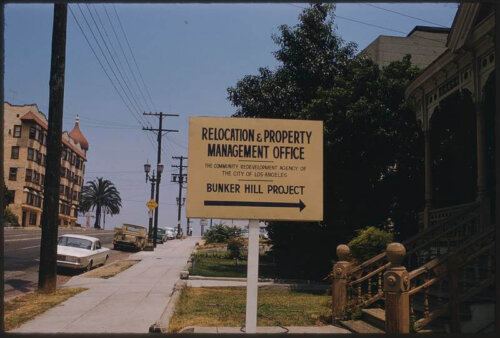 RELOCATION & PROPERTY
MANAGEMENT OFFICE
THE COMMUNITY REDEVELOPMENT AGENCY OF
THE CITY OF LOS ANGELES
BUNKER HILL PROJECT